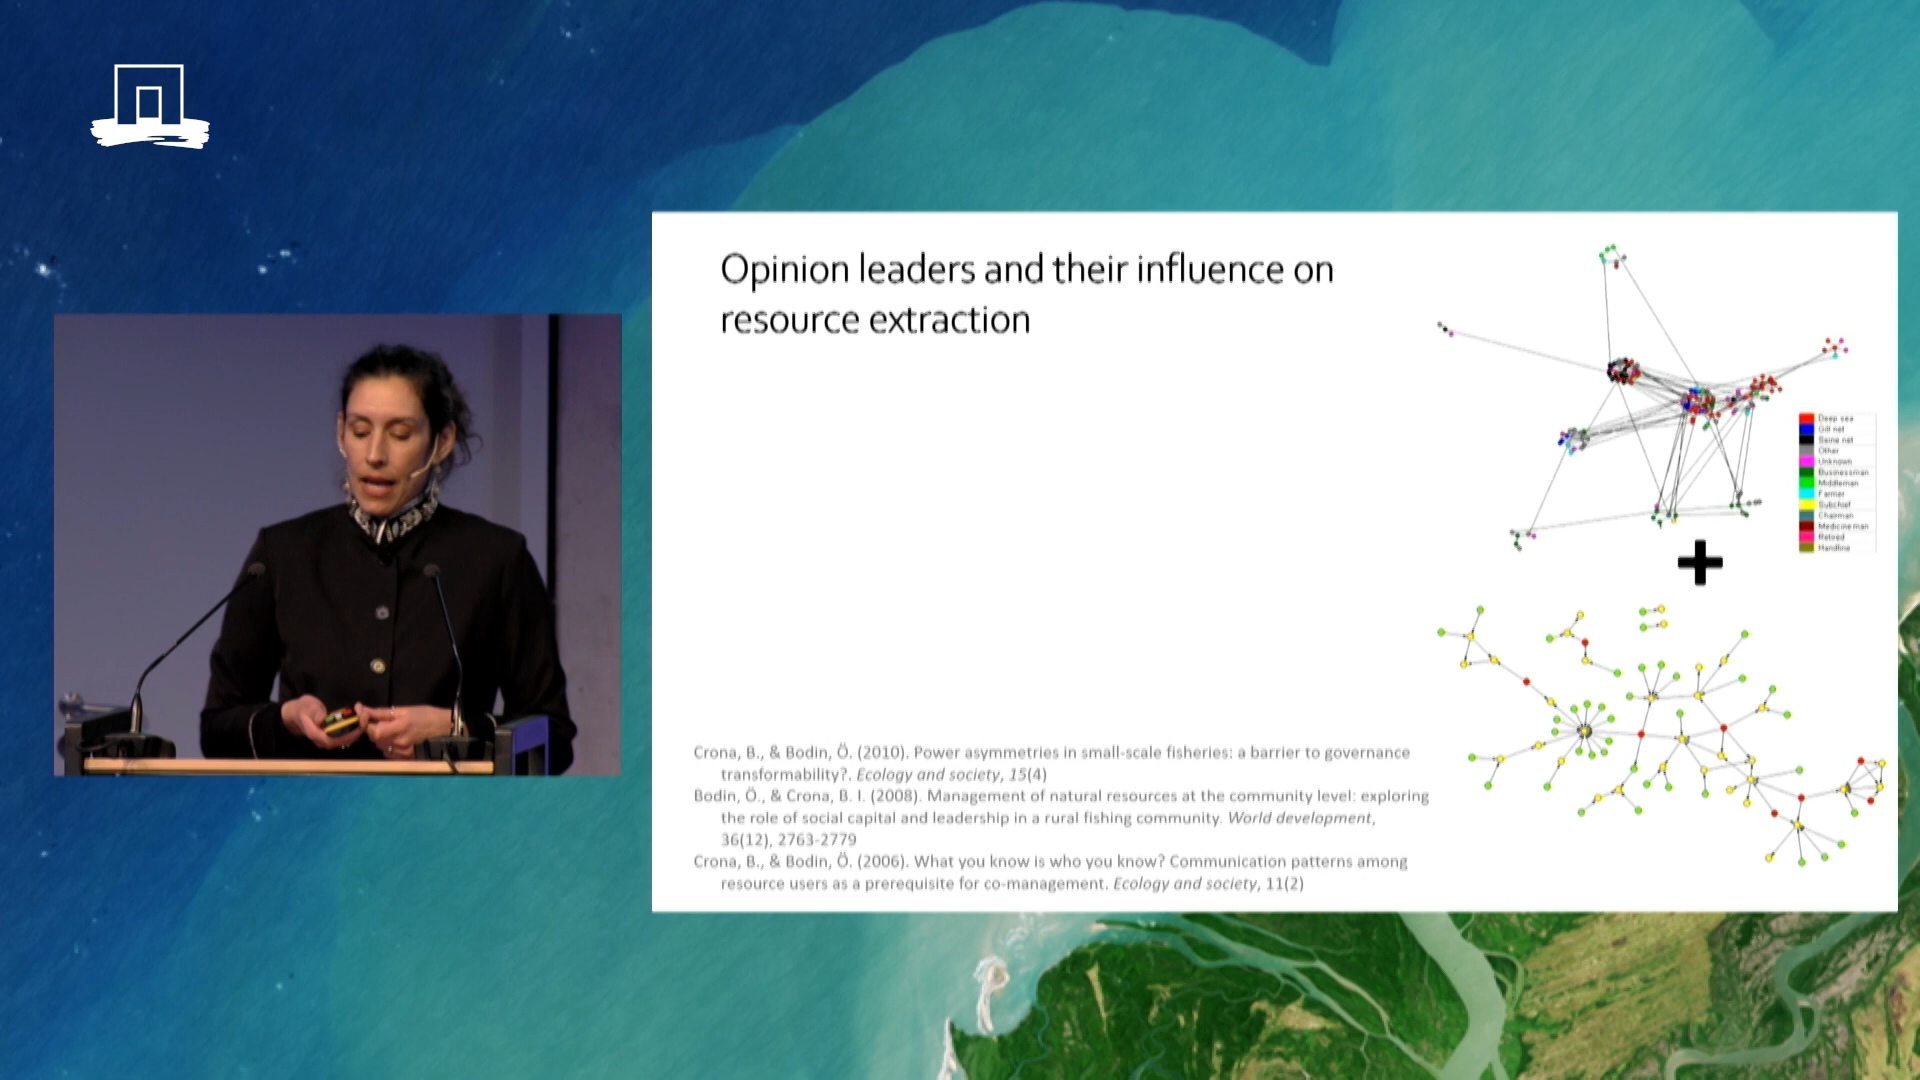 Opinion leaders and their influence on
resource extraction
Deep sea
Gill net
Seine net
Other
Unknown
Businessman
Middleman
Farmer
Subchief
Chairman
Medicine man
Retired
Handline
Crona, B., & Bodin, Ö. (2010). Power asymmetries in small-scale fisheries: a barrier to governance
transformability?. Ecology and society, 15(4)
Bodin, Ö., & Crona, B. I. (2008). Management of natural resources at the community level: exploring
the role of social capital and leadership in a rural fishing community. World development,
36(12), 2763-2779
Crona, B., & Bodin, Ö. (2006). What you know is who you know? Communication patterns among
resource users as a prerequisite for co-management. Ecology and society, 11(2)